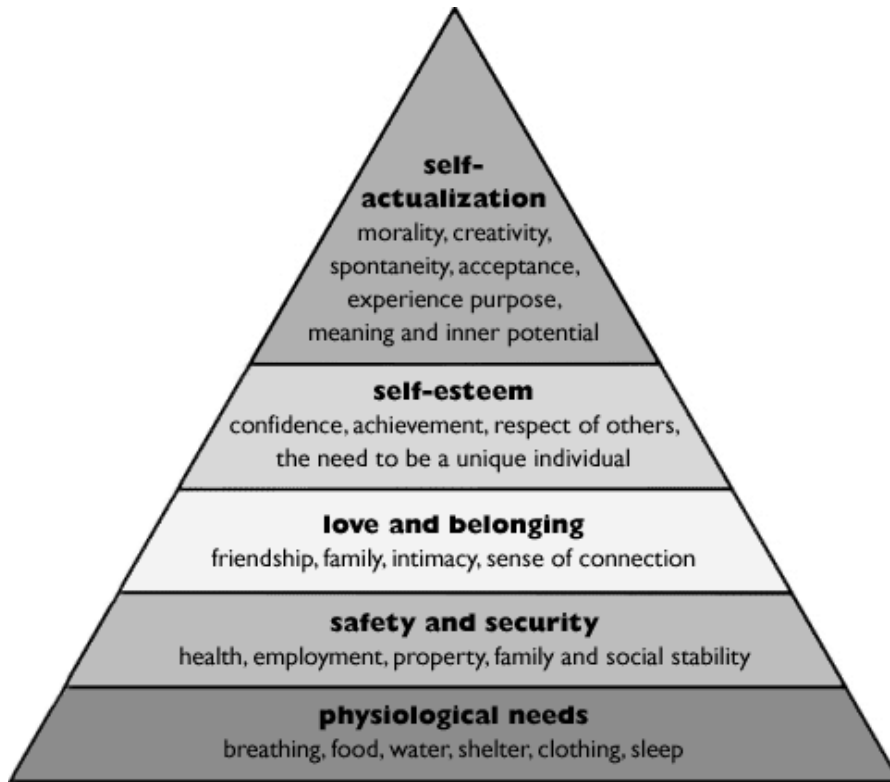 self-
actualization
morality, creativity,
spontaneity, acceptance,
experience purpose,
meaning and inner potential
self-esteem
confidence, achievement, respect of others,
the need to be a unique individual
love and belonging
friendship, family, intimacy, sense of connection
safety and security
health, employment, property, family and social stability
physiological needs
breathing, food, water, shelter, clothing, sleep